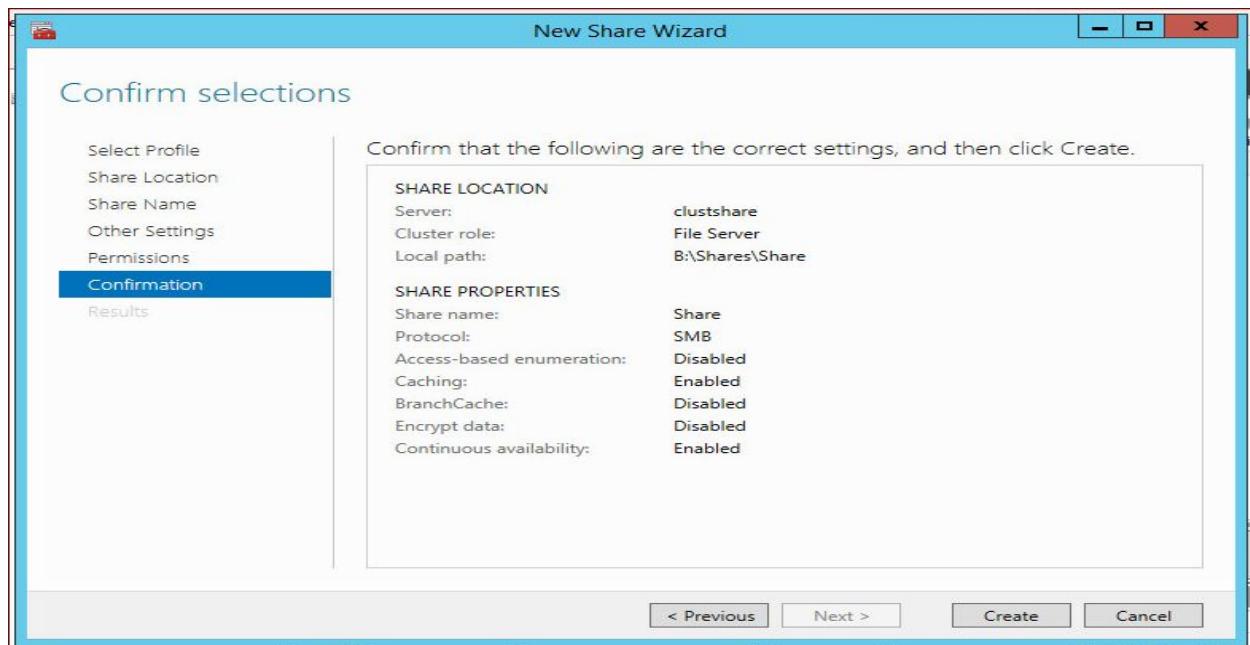 New Share Wizard
Confirm selections
Select Profile
Share Location
Share Name
Other Settings
Permissions
Confirmation
Results
Confirm that the following are the correct settings, and then click Create.
SHARE LOCATION
Server: clustshare
Cluster role: File Server
Local path: B:\Shares\Share
SHARE PROPERTIES
Share name: Share
Protocol: SMB
Access-based enumeration: Disabled
Caching: Enabled
BranchCache: Disabled
Encrypt data: Disabled
Continuous availability: Enabled
< Previous Next > Create Cancel